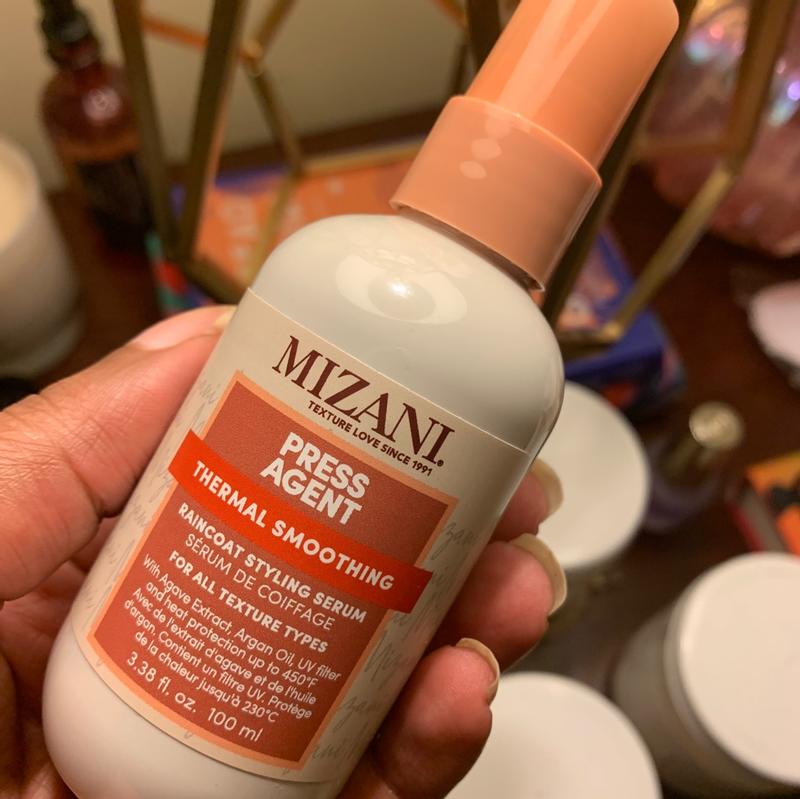 MIZANI®
TEXTURE LOVE SINCE 1991
PRESS
AGENT
THERMAL SMOOTHING
RAINCOAT STYLING SERUM
SÉRUM DE COIFFAGE
FOR ALL TEXTURE TYPES
With Agave Extract, Argan Oil, UV filter
and heat protection up to 450°F
Avec de l'extrait d'agave et de l'huile
d'argan, Contient un filtre UV. Protège
de la chaleur jusqu'à 230°C
3.38 fl. oz. 100 ml